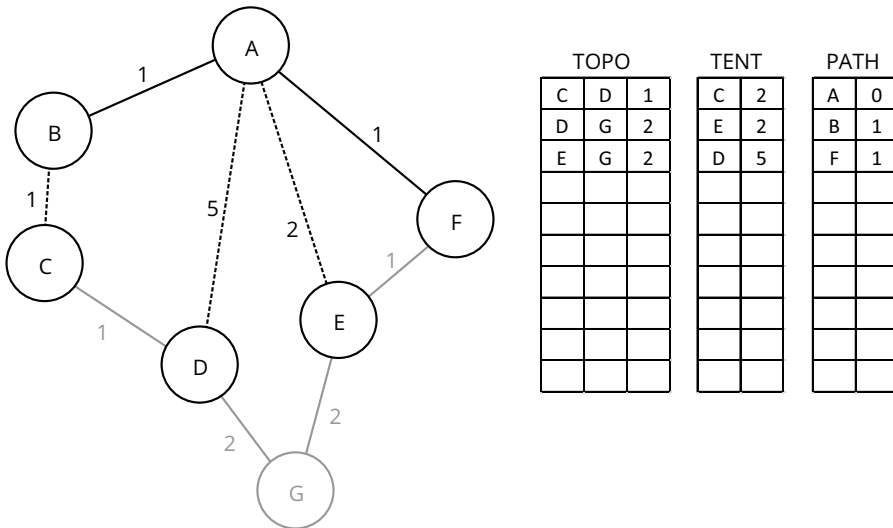 A
1
B
1
1
5
2
F
C
1
E
1
D
2
2
G
TOPO TENT PATH
C D 1 C 2 A 0
D G 2 E 2 B 1
E G 2 D 5 F 1